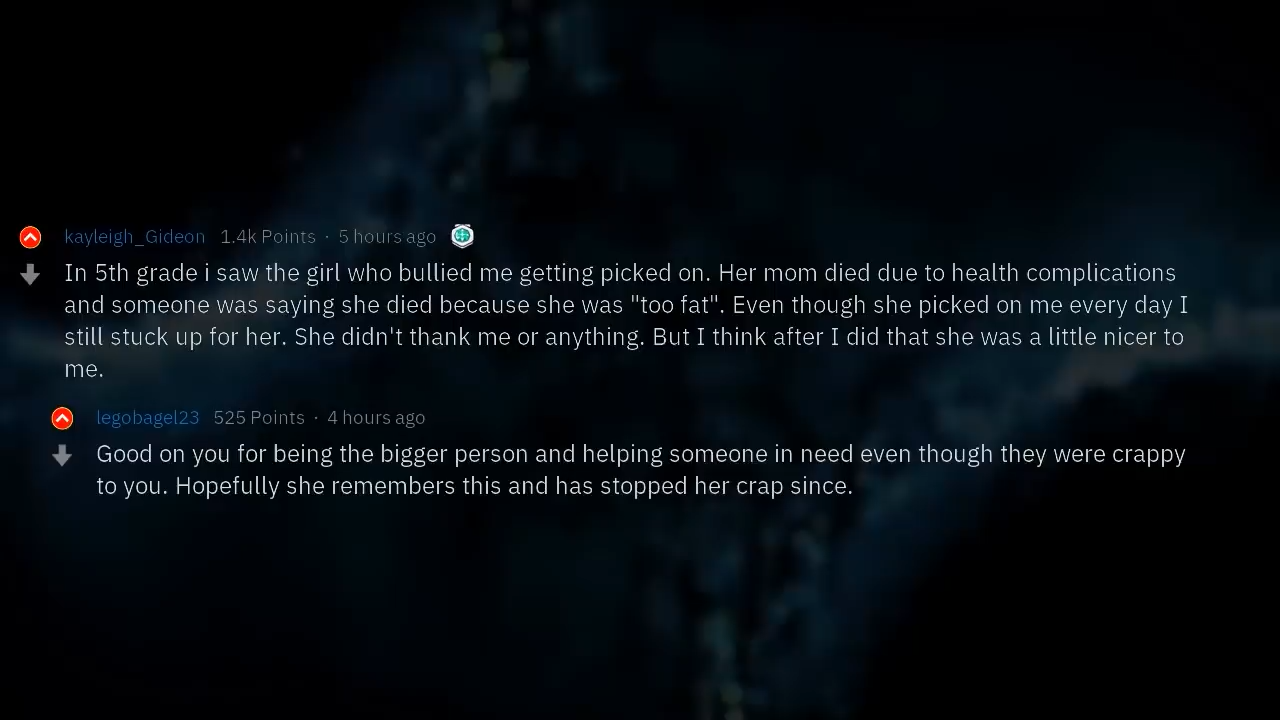 kayleigh_Gideon 1.4k Points · 5 hours ago
In 5th grade i saw the girl who bullied me getting picked on. Her mom died due to health complications
and someone was saying she died because she was "too fat". Even though she picked on me every day I
still stuck up for her. She didn't thank me or anything. But I think after I did that she was a little nicer to
me.
legobagel23 525 Points · 4 hours ago
Good on you for being the bigger person and helping someone in need even though they were crappy
to you. Hopefully she remembers this and has stopped her crap since.